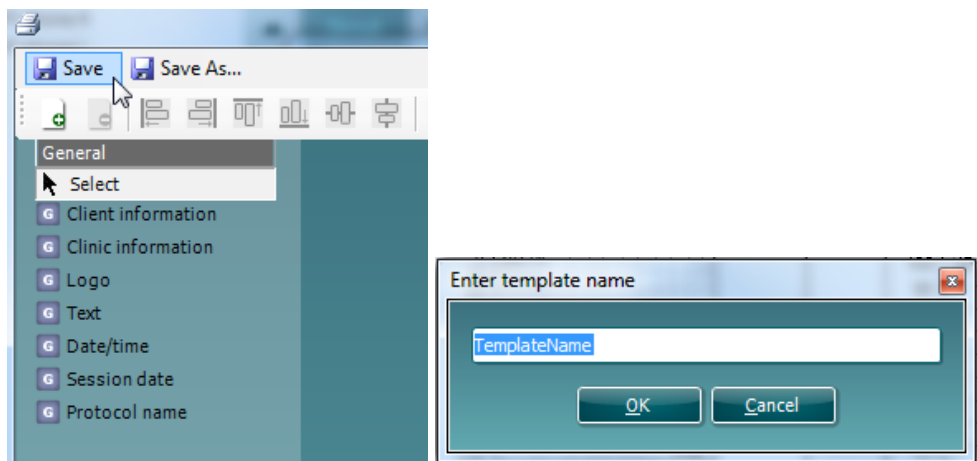 Save Save As...
General
Select
G Client information
G Clinic information
G Logo
G Text
G Date/time
G Session date
G Protocol name
Enter template name
TemplateName
OK Cancel